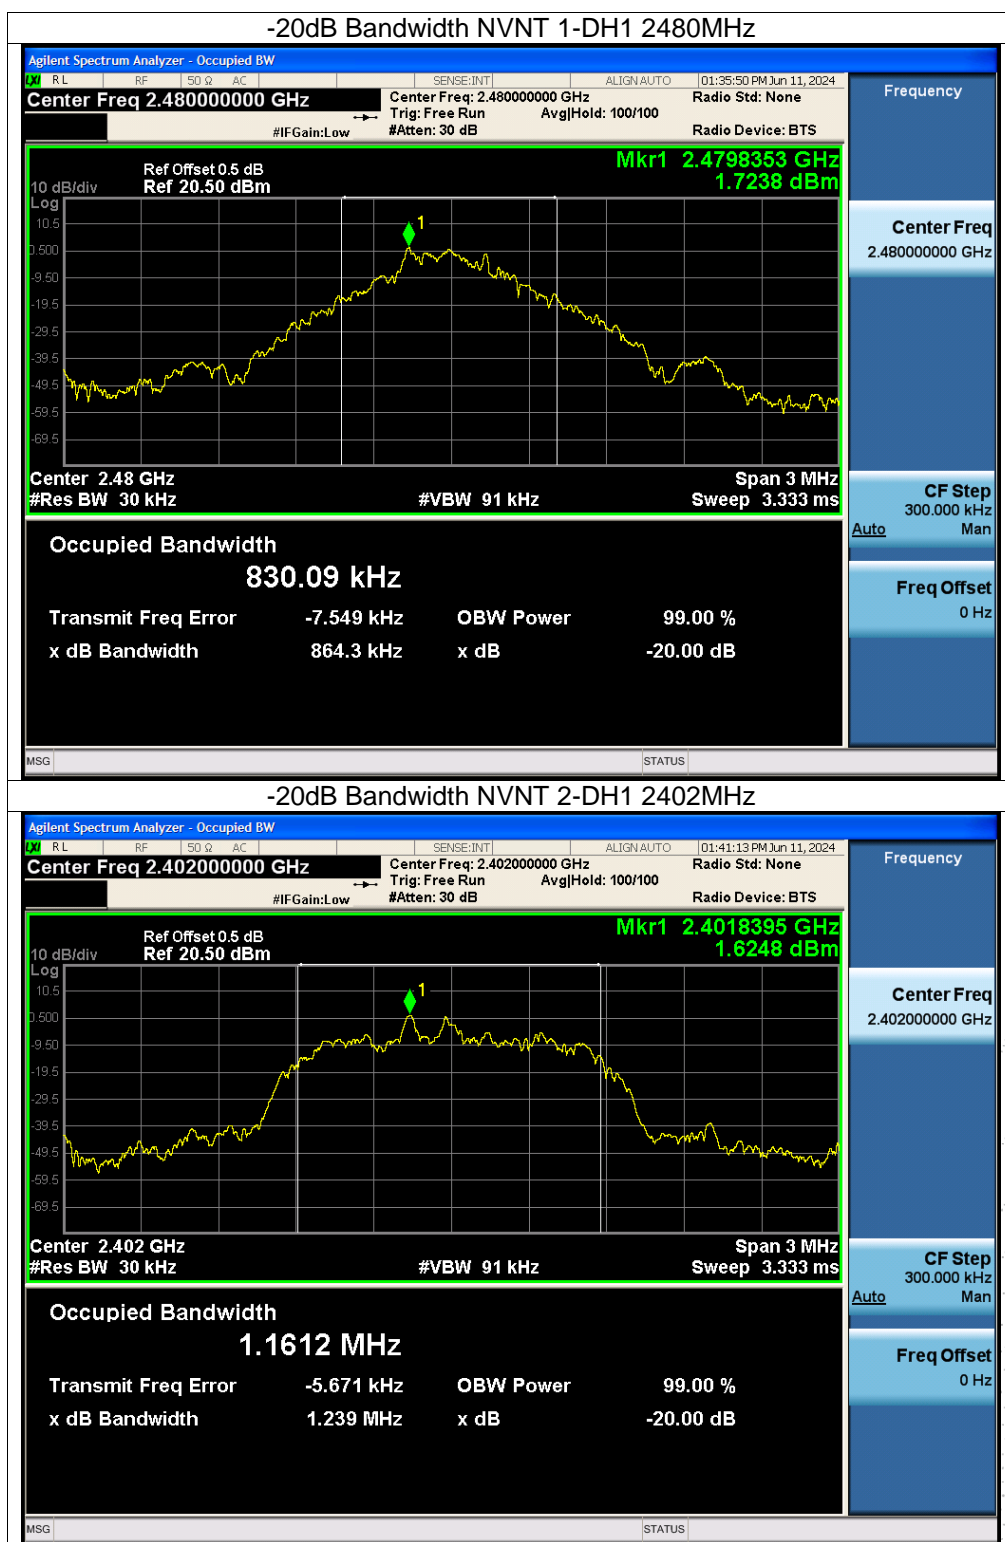 -20dB Bandwidth NVNT 1-DH1 2480MHz
Agilent Spectrum Analyzer - Occupied BW
LXI RL RF 50 Ω AC SENSE:INT ALIGN AUTO 01:35:50 PM Jun 11, 2024
Center Freq 2.480000000 GHz
Center Freq: 2.480000000 GHz
Radio Std: None
Trig: Free Run Avg|Hold: 100/100
#IFGain:Low #Atten: 30 dB Radio Device: BTS
Frequency
Mkr1 2.4798353 GHz
1.7238 dBm
Ref Offset 0.5 dB
10 dB/div Ref 20.50 dBm
Log
10.5
0.500
-9.50
-19.5
-29.5
-39.5
-49.5
-59.5
-69.5
1
Center 2.48 GHz Span 3 MHz
#Res BW 30 kHz #VBW 91 kHz Sweep 3.333 ms
Center Freq
2.480000000 GHz
CF Step
300.000 kHz
Auto Man
Freq Offset
0 Hz
Occupied Bandwidth
830.09 kHz
Transmit Freq Error -7.549 kHz OBW Power 99.00 %
x dB Bandwidth 864.3 kHz x dB -20.00 dB
MSG STATUS
-20dB Bandwidth NVNT 2-DH1 2402MHz
Agilent Spectrum Analyzer - Occupied BW
LXI RL RF 50 Ω AC SENSE:INT ALIGN AUTO 01:41:13 PM Jun 11, 2024
Center Freq 2.402000000 GHz
Center Freq: 2.402000000 GHz
Radio Std: None
Trig: Free Run Avg|Hold: 100/100
#IFGain:Low #Atten: 30 dB Radio Device: BTS
Frequency
Mkr1 2.4018395 GHz
1.6248 dBm
Ref Offset 0.5 dB
10 dB/div Ref 20.50 dBm
Log
10.5
0.500
-9.50
-19.5
-29.5
-39.5
-49.5
-59.5
-69.5
1
Center 2.402 GHz Span 3 MHz
#Res BW 30 kHz #VBW 91 kHz Sweep 3.333 ms
Center Freq
2.402000000 GHz
CF Step
300.000 kHz
Auto Man
Freq Offset
0 Hz
Occupied Bandwidth
1.1612 MHz
Transmit Freq Error -5.671 kHz OBW Power 99.00 %
x dB Bandwidth 1.239 MHz x dB -20.00 dB
MSG STATUS